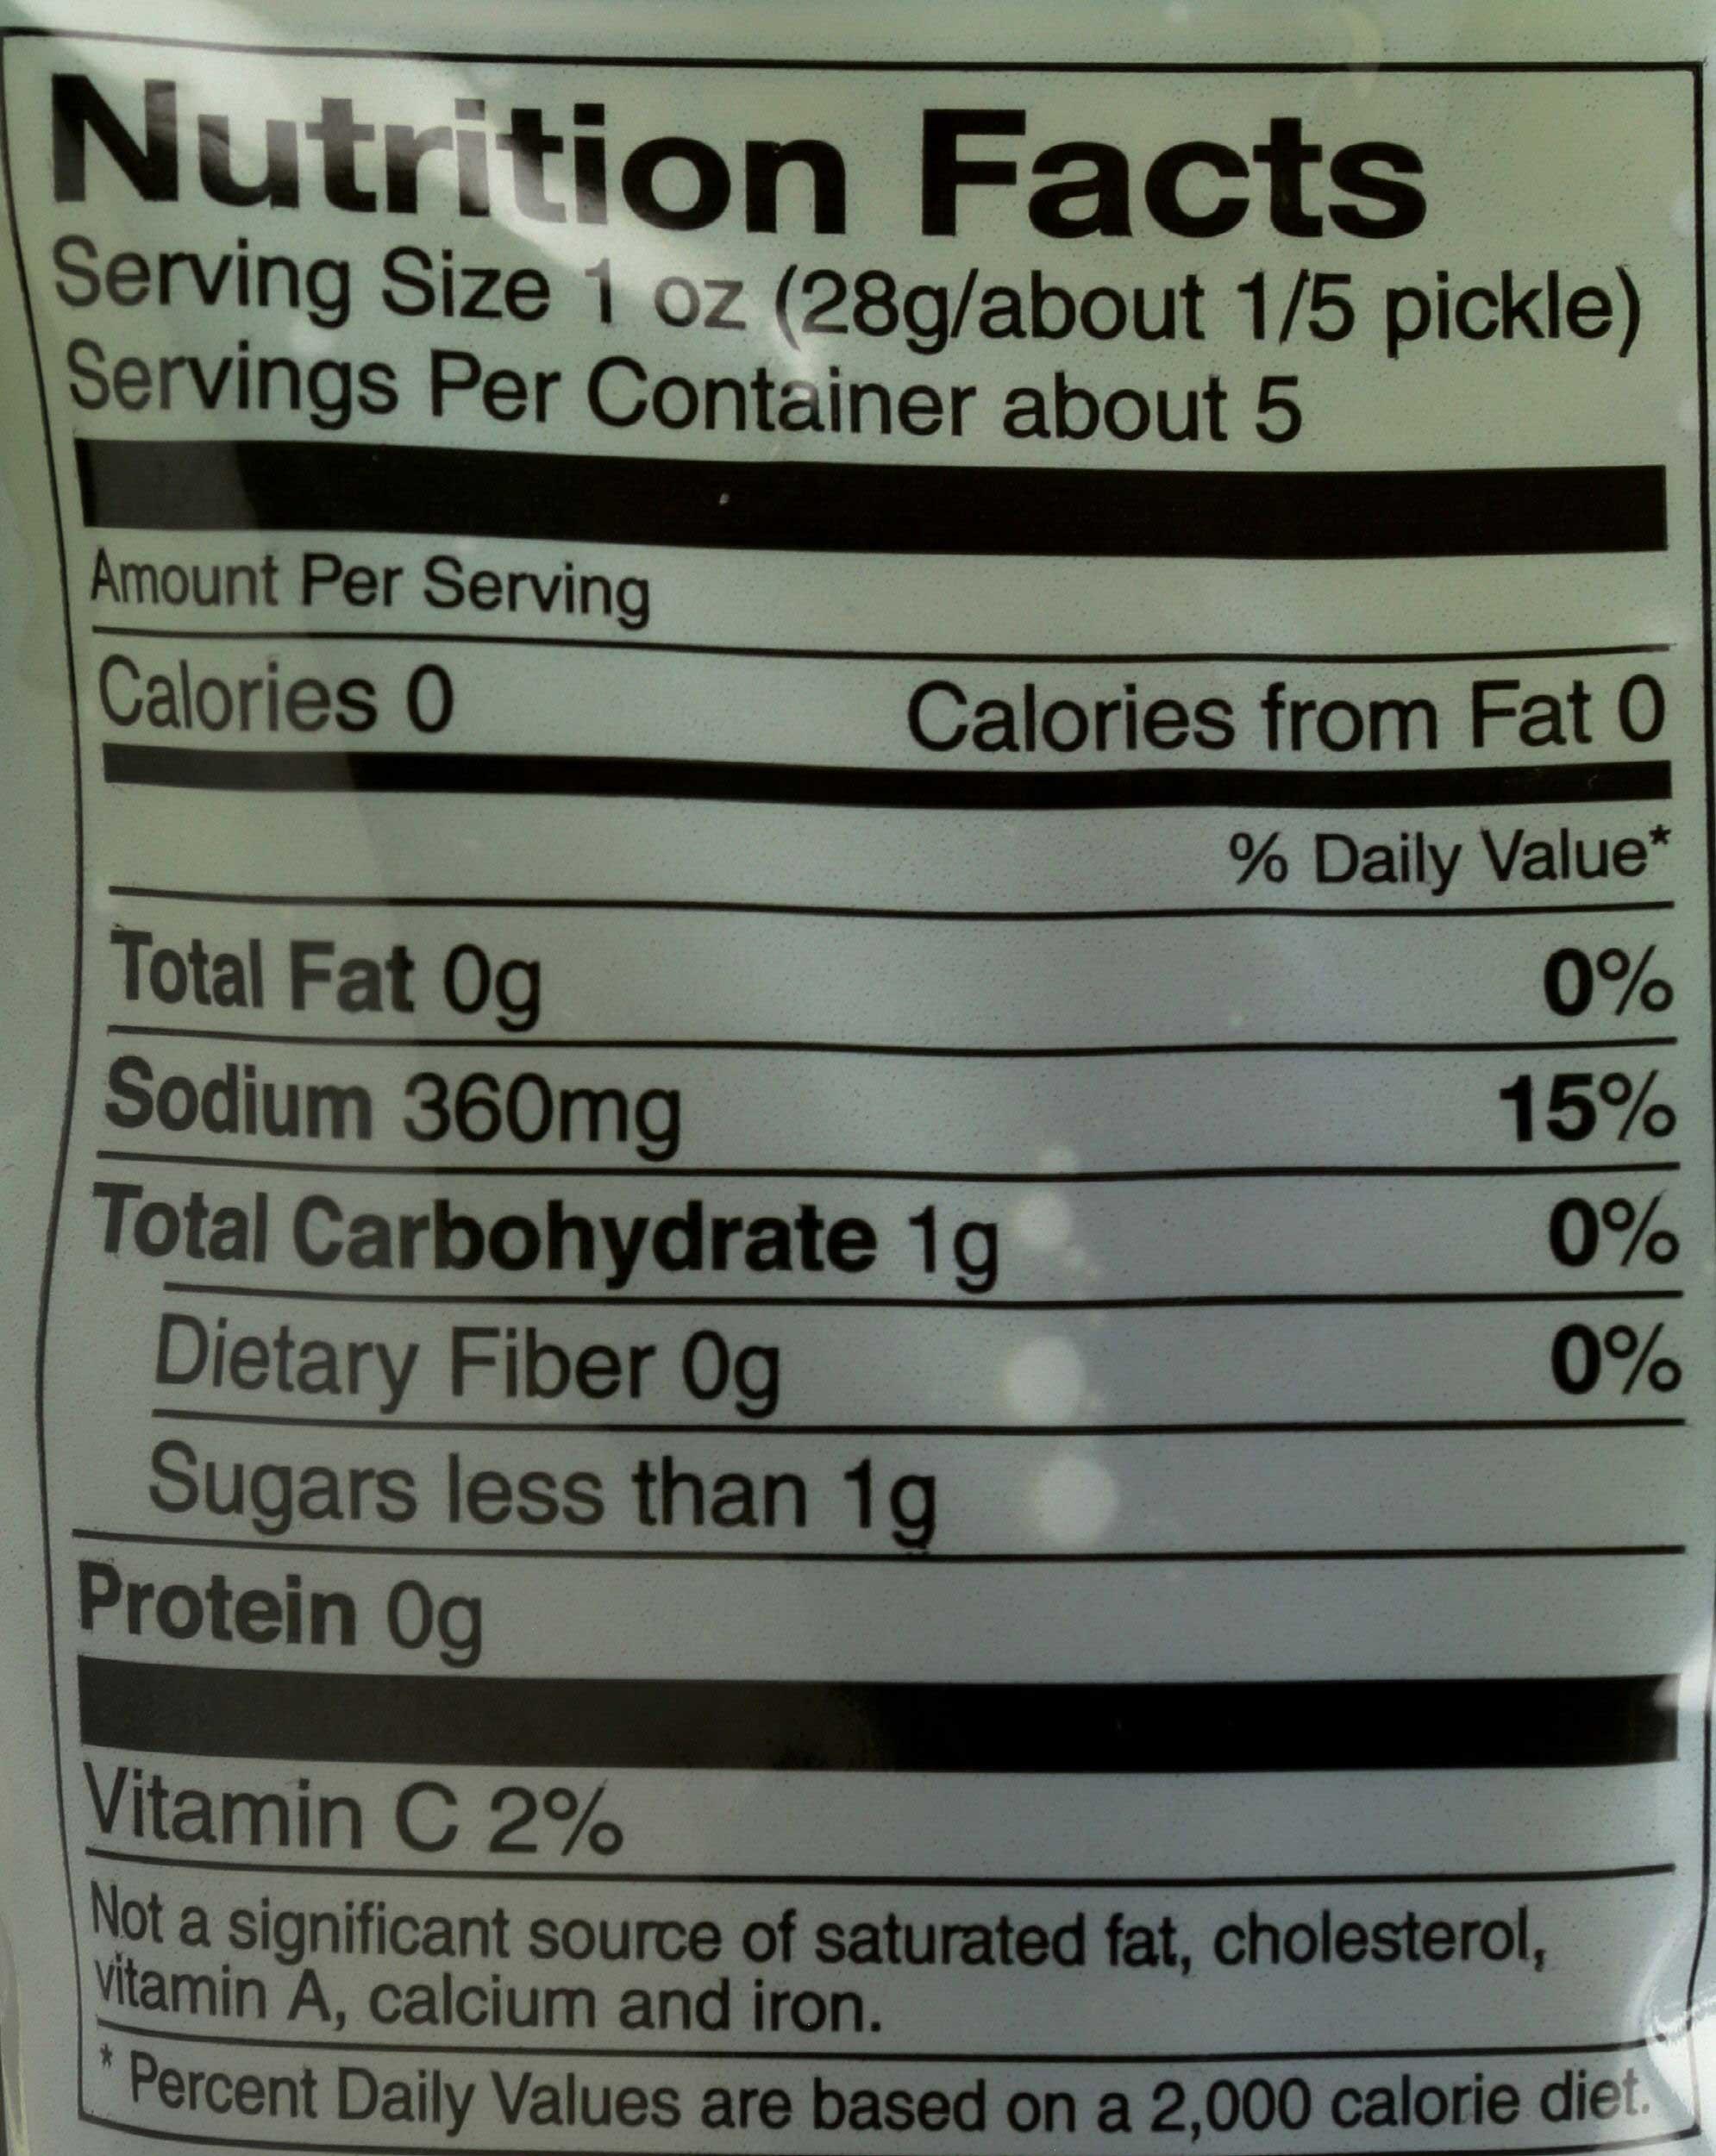 Nutrition Facts
Serving Size 1 oz (28g/about 1/5 pickle)
Servings Per Container about 5
Amount Per Serving
Calories 0 Calories from Fat 0
% Daily Value*
Total Fat 0g 0%
Sodium 360mg 15%
Total Carbohydrate 1g 0%
Dietary Fiber 0g 0%
Sugars less than 1g
Protein 0g
Vitamin C 2%
Not a significant source of saturated fat, cholesterol,
vitamin A, calcium and iron.
* Percent Daily Values are based on a 2,000 calorie diet.